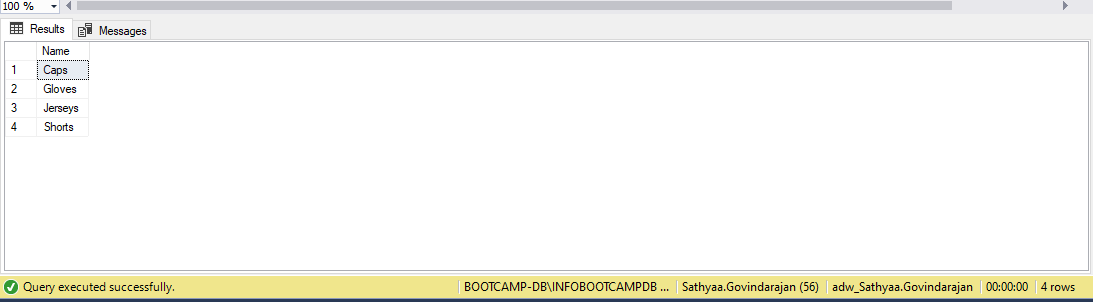 100 %
Results Messages
Name
1 Caps
2 Gloves
3 Jerseys
4 Shorts
Query executed successfully. BOOTCAMP-DB\INFOBOOTCAMPDB ... Sathyaa.Govindarajan (56) adw_Sathyaa.Govindarajan 00:00:00 4 rows